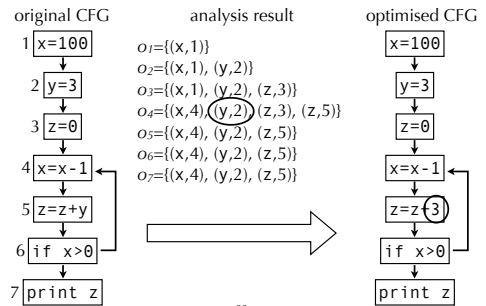 original CFG
1 x=100
2 y=3
3 z=0
4 x=x-1
5 z=z+y
6 if x>0
7 print z
analysis result
o1={(x,1)}
o2={(x,1), (y,2)}
o3={(x,1), (y,2), (z,3)}
o4={(x,4), (y,2), (z,3), (z,5)}
o5={(x,4), (y,2), (z,5)}
o6={(x,4), (y,2), (z,5)}
o7={(x,4), (y,2), (z,5)}
optimised CFG
x=100
y=3
z=0
x=x-1
z=z+3
if x>0
print z